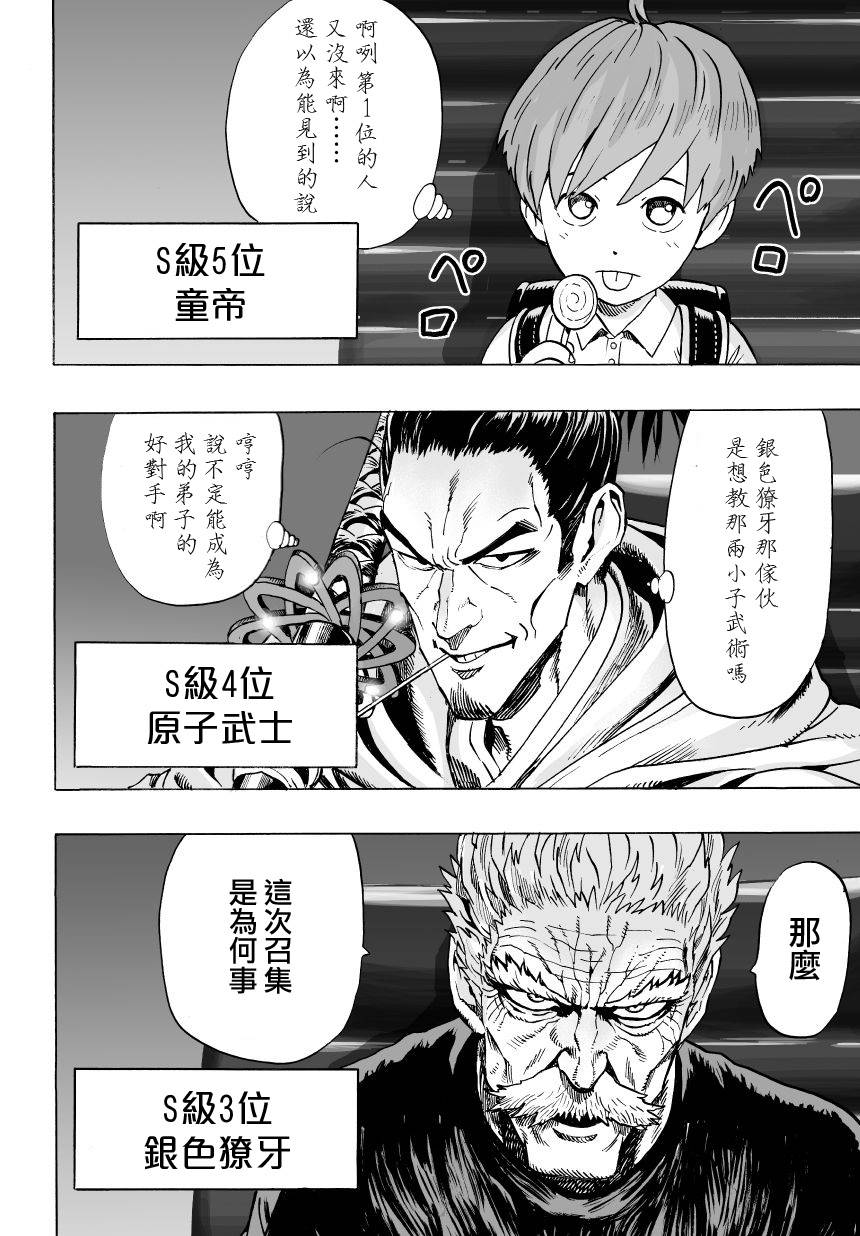 啊咧第1位的人
又沒來啊……
還以為能見到的說
ペロ
ペロ
S級5位
童帝
銀色獠牙那傢伙
是想教那兩小子武術嗎
哼哼
說不定能成為
我的弟子的
好對手啊
S級4位
原子武士
那麼
這次召集
是為何事
S級3位
銀色獠牙